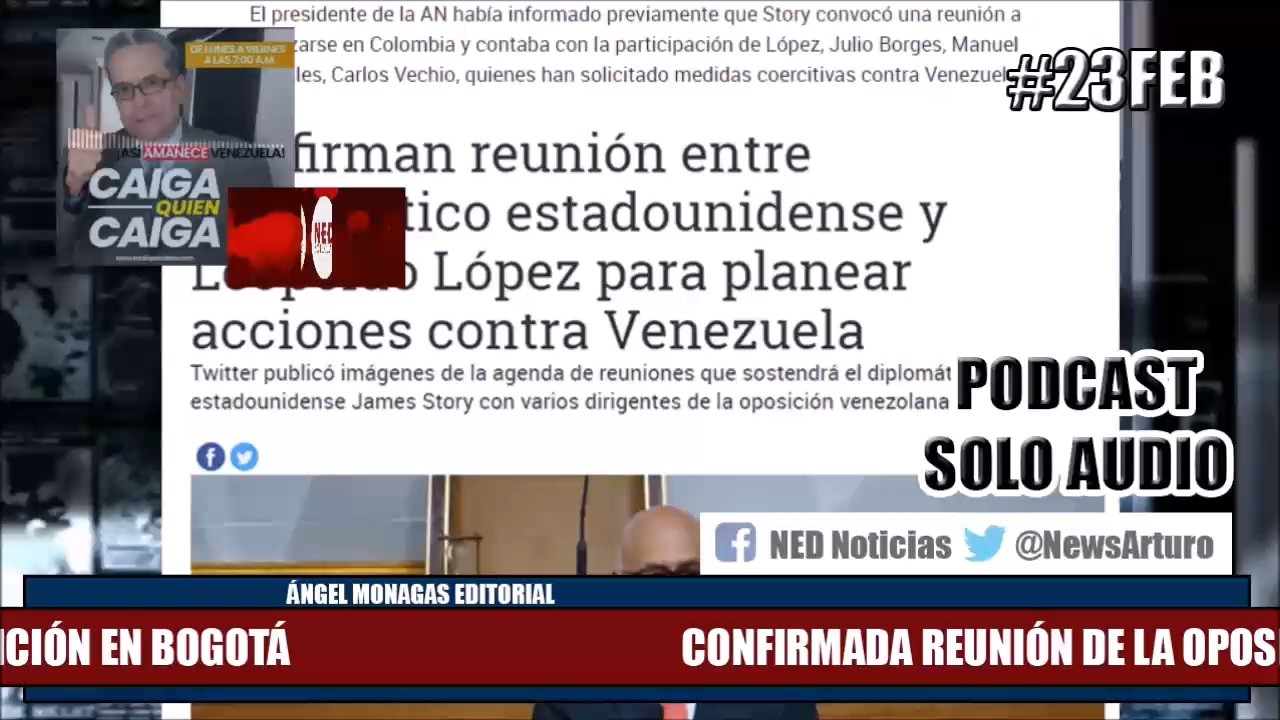 El presidente de la AN había informado previamente que Story convocó una reunión a
zarse en Colombia y contaba con la participación de López, Julio Borges, Manuel
les, Carlos Vechio, quienes han solicitado medidas coercitivas contra Venezuel
#23FEB
DE LUNES A VIERNES
A LAS 7:00 A.M
¡ASÍ AMANECE VENEZUELA!
CAIGA
QUIEN
CAIGA
NED
firman reunión entre
tico estadounidense y
Leopoldo López para planear
acciones contra Venezuela
Twitter publicó imágenes de la agenda de reuniones que sostendrá el diplomát
estadounidense James Story con varios dirigentes de la oposición venezolana
PODCAST
SOLO AUDIO
NED Noticias @NewsArturo
ÁNGEL MONAGAS EDITORIAL
ICIÓN EN BOGOTÁ CONFIRMADA REUNIÓN DE LA OPOS